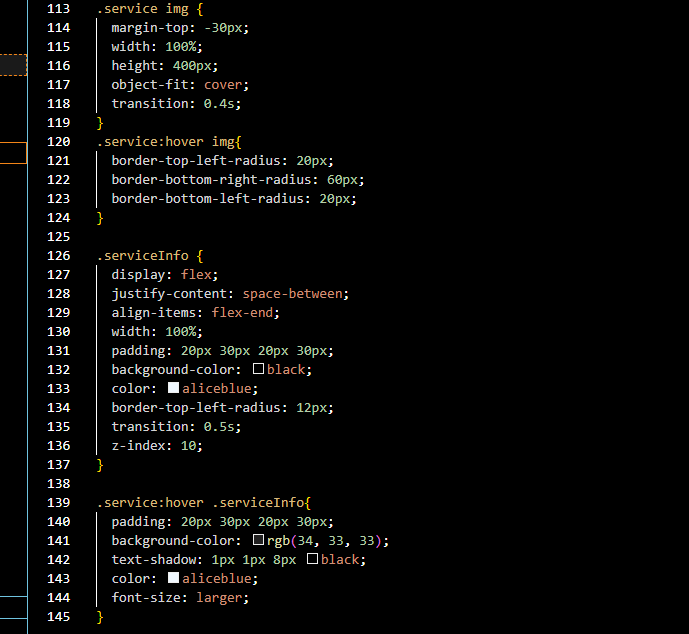 113 .service img {
114   margin-top: -30px;
115   width: 100%;
116   height: 400px;
117   object-fit: cover;
118   transition: 0.4s;
119 }
120 .service:hover img{
121   border-top-left-radius: 20px;
122   border-bottom-right-radius: 60px;
123   border-bottom-left-radius: 20px;
124 }
125
126 .serviceInfo {
127   display: flex;
128   justify-content: space-between;
129   align-items: flex-end;
130   width: 100%;
131   padding: 20px 30px 20px 30px;
132   background-color: black;
133   color: aliceblue;
134   border-top-left-radius: 12px;
135   transition: 0.5s;
136   z-index: 10;
137 }
138
139 .service:hover .serviceInfo{
140   padding: 20px 30px 20px 30px;
141   background-color: rgb(34, 33, 33);
142   text-shadow: 1px 1px 8px black;
143   color: aliceblue;
144   font-size: larger;
145 }